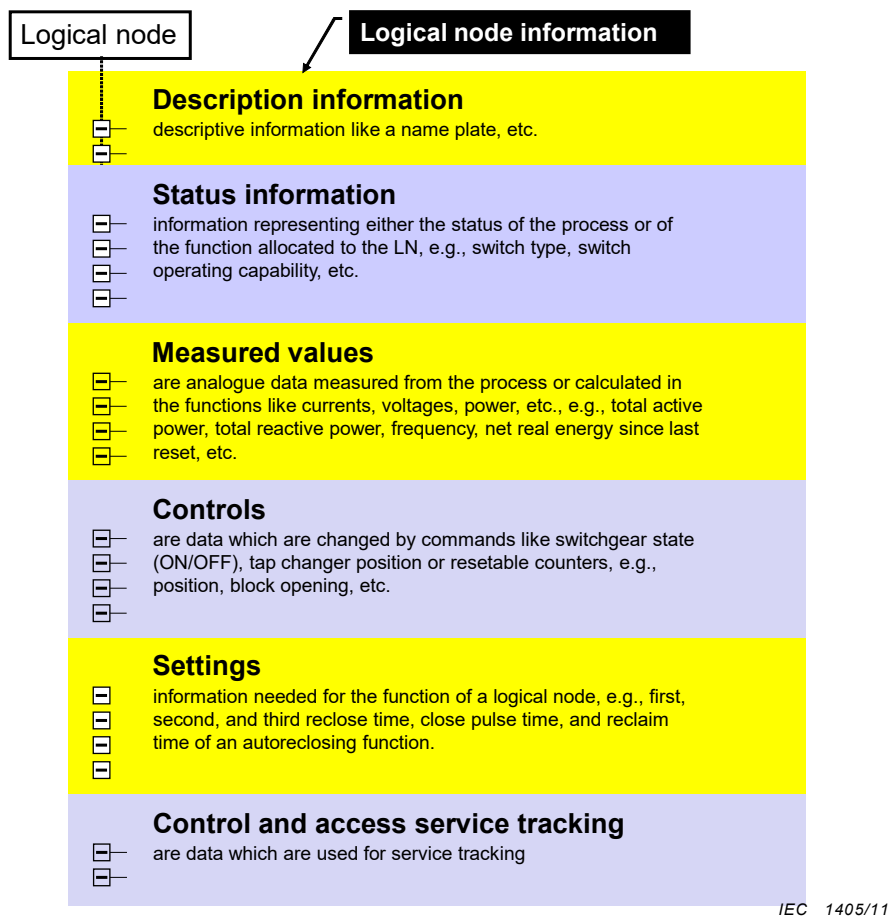 Logical node
Logical node information
Description information
descriptive information like a name plate, etc.
Status information
information representing either the status of the process or of
the function allocated to the LN, e.g., switch type, switch
operating capability, etc.
Measured values
are analogue data measured from the process or calculated in
the functions like currents, voltages, power, etc., e.g., total active
power, total reactive power, frequency, net real energy since last
reset, etc.
Controls
are data which are changed by commands like switchgear state
(ON/OFF), tap changer position or resetable counters, e.g.,
position, block opening, etc.
Settings
information needed for the function of a logical node, e.g., first,
second, and third reclose time, close pulse time, and reclaim
time of an autoreclosing function.
Control and access service tracking
are data which are used for service tracking
IEC 1405/11